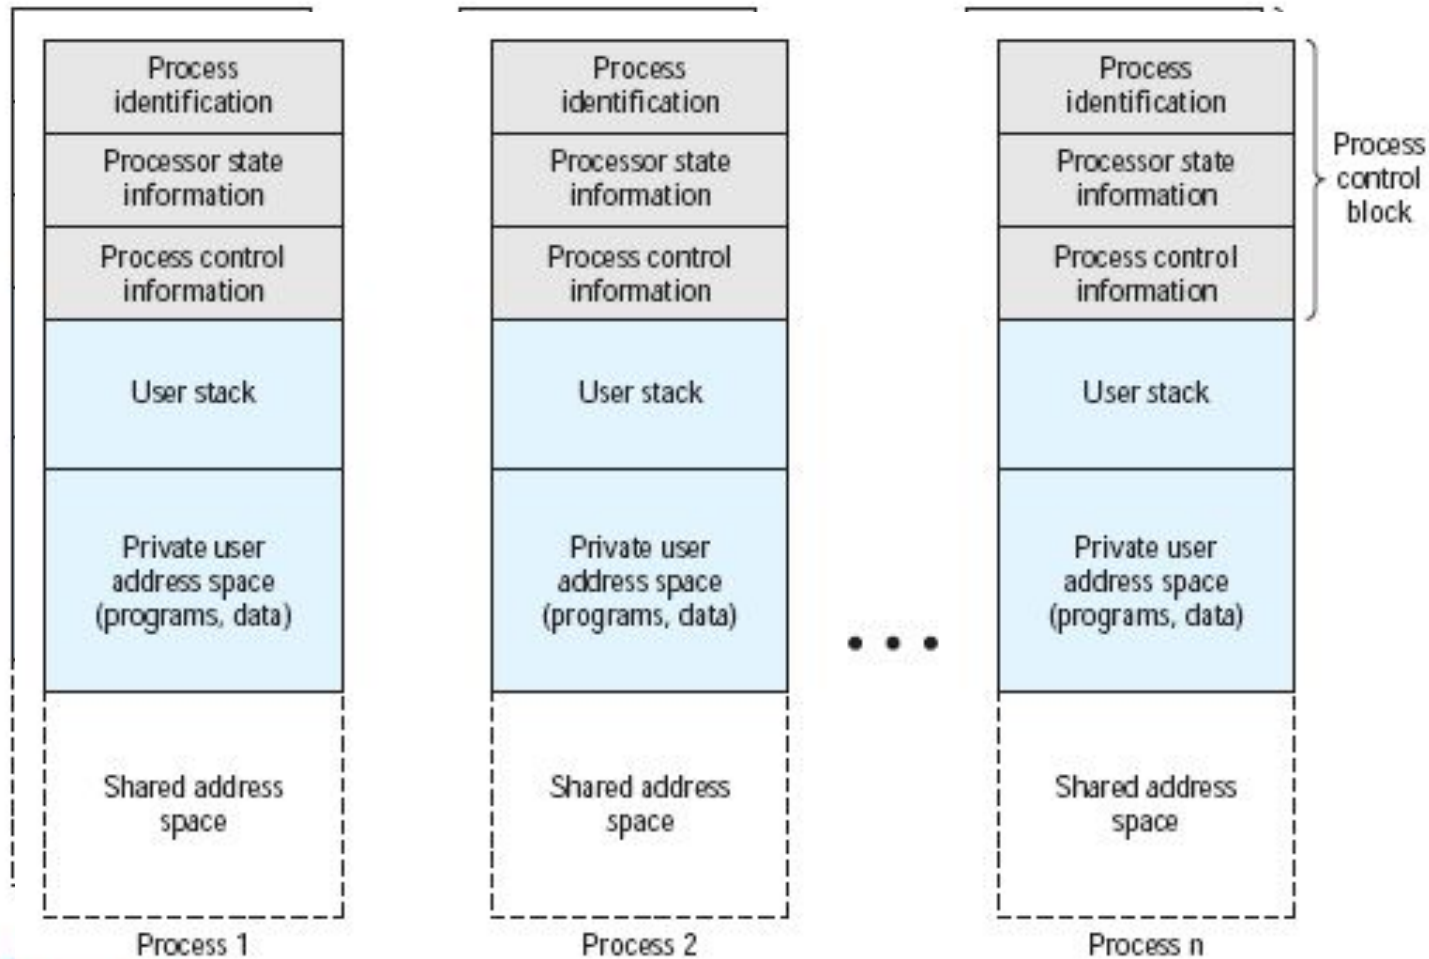 Process
identification
Processor state
information
Process control
information
User stack
Private user
address space
(programs, data)
Shared address
space
Process 1
Process
identification
Processor state
information
Process control
information
User stack
Private user
address space
(programs, data)
Shared address
space
Process 2
Process
identification
Processor state
information
Process control
information
User stack
Private user
address space
(programs, data)
Shared address
space
Process n
Process
control
block